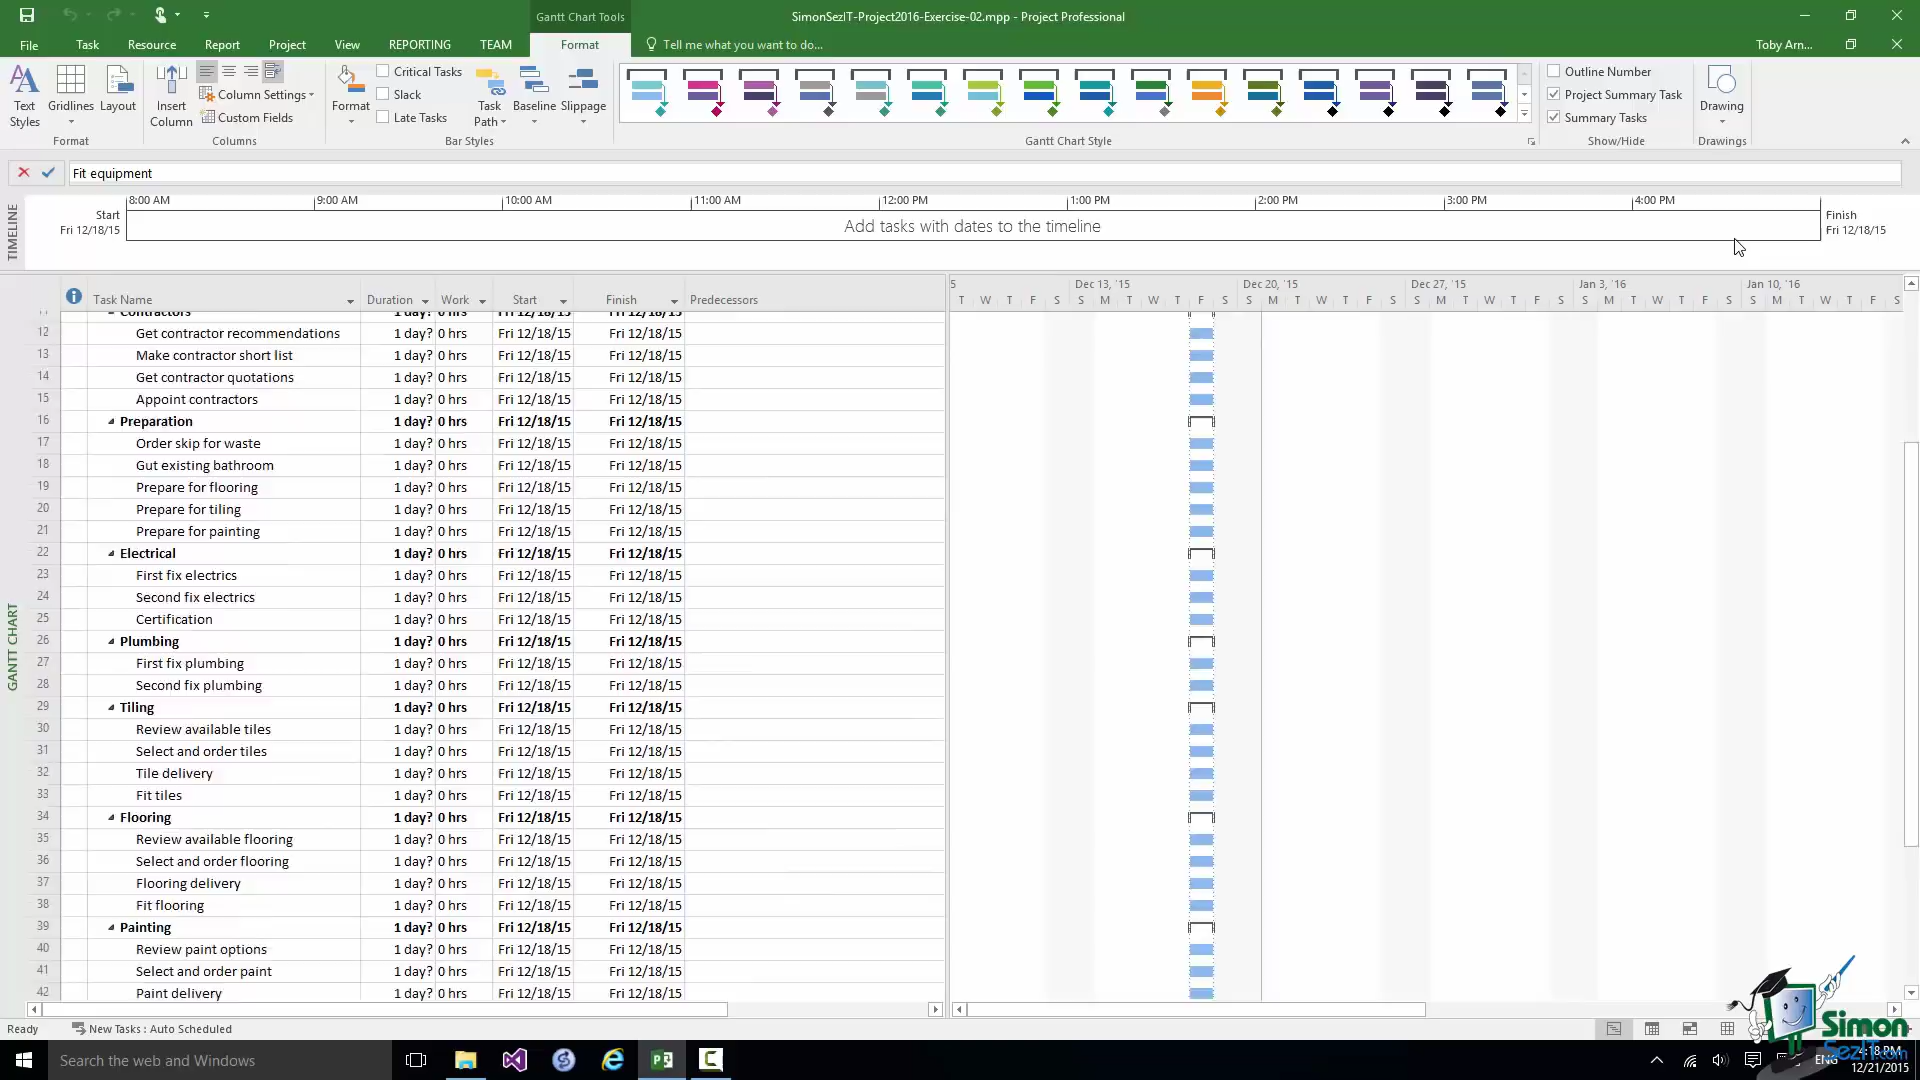 Gantt Chart Tools
SimonSezIT-Project2016-Exercise-02.mpp - Project Professional
File Task Resource Report Project View REPORTING TEAM Format Tell me what you want to do... Toby Arn...
Text Styles
Gridlines
Layout
Format
Insert Column
Column Settings
Custom Fields
Columns
Format
Critical Tasks
Slack
Late Tasks
Task Path
Baseline
Slippage
Bar Styles
Gantt Chart Style
Outline Number
Project Summary Task
Summary Tasks
Show/Hide
Drawing
Drawings
Fit equipment
TIMELINE
Start
Fri 12/18/15
8:00 AM 9:00 AM 10:00 AM 11:00 AM 12:00 PM 1:00 PM 2:00 PM 3:00 PM 4:00 PM
Add tasks with dates to the timeline
Finish
Fri 12/18/15
GANTT CHART
Task Name Duration Work Start Finish Predecessors
5 Dec 13, '15 Dec 20, '15 Dec 27, '15 Jan 3, '16 Jan 10, '16
T W T F S S M T W T F S S M T W T F S S M T W T F S S M T W T F S S M T W T F S
11 Contractors 1 day? 0 hrs Fri 12/18/15 Fri 12/18/15
12 Get contractor recommendations 1 day? 0 hrs Fri 12/18/15 Fri 12/18/15
13 Make contractor short list 1 day? 0 hrs Fri 12/18/15 Fri 12/18/15
14 Get contractor quotations 1 day? 0 hrs Fri 12/18/15 Fri 12/18/15
15 Appoint contractors 1 day? 0 hrs Fri 12/18/15 Fri 12/18/15
16 Preparation 1 day? 0 hrs Fri 12/18/15 Fri 12/18/15
17 Order skip for waste 1 day? 0 hrs Fri 12/18/15 Fri 12/18/15
18 Gut existing bathroom 1 day? 0 hrs Fri 12/18/15 Fri 12/18/15
19 Prepare for flooring 1 day? 0 hrs Fri 12/18/15 Fri 12/18/15
20 Prepare for tiling 1 day? 0 hrs Fri 12/18/15 Fri 12/18/15
21 Prepare for painting 1 day? 0 hrs Fri 12/18/15 Fri 12/18/15
22 Electrical 1 day? 0 hrs Fri 12/18/15 Fri 12/18/15
23 First fix electrics 1 day? 0 hrs Fri 12/18/15 Fri 12/18/15
24 Second fix electrics 1 day? 0 hrs Fri 12/18/15 Fri 12/18/15
25 Certification 1 day? 0 hrs Fri 12/18/15 Fri 12/18/15
26 Plumbing 1 day? 0 hrs Fri 12/18/15 Fri 12/18/15
27 First fix plumbing 1 day? 0 hrs Fri 12/18/15 Fri 12/18/15
28 Second fix plumbing 1 day? 0 hrs Fri 12/18/15 Fri 12/18/15
29 Tiling 1 day? 0 hrs Fri 12/18/15 Fri 12/18/15
30 Review available tiles 1 day? 0 hrs Fri 12/18/15 Fri 12/18/15
31 Select and order tiles 1 day? 0 hrs Fri 12/18/15 Fri 12/18/15
32 Tile delivery 1 day? 0 hrs Fri 12/18/15 Fri 12/18/15
33 Fit tiles 1 day? 0 hrs Fri 12/18/15 Fri 12/18/15
34 Flooring 1 day? 0 hrs Fri 12/18/15 Fri 12/18/15
35 Review available flooring 1 day? 0 hrs Fri 12/18/15 Fri 12/18/15
36 Select and order flooring 1 day? 0 hrs Fri 12/18/15 Fri 12/18/15
37 Flooring delivery 1 day? 0 hrs Fri 12/18/15 Fri 12/18/15
38 Fit flooring 1 day? 0 hrs Fri 12/18/15 Fri 12/18/15
39 Painting 1 day? 0 hrs Fri 12/18/15 Fri 12/18/15
40 Review paint options 1 day? 0 hrs Fri 12/18/15 Fri 12/18/15
41 Select and order paint 1 day? 0 hrs Fri 12/18/15 Fri 12/18/15
42 Paint delivery 1 day? 0 hrs Fri 12/18/15 Fri 12/18/15
Ready New Tasks : Auto Scheduled
Simon
SezIT.com
Search the web and Windows
ENG
4:18 PM
12/21/2015